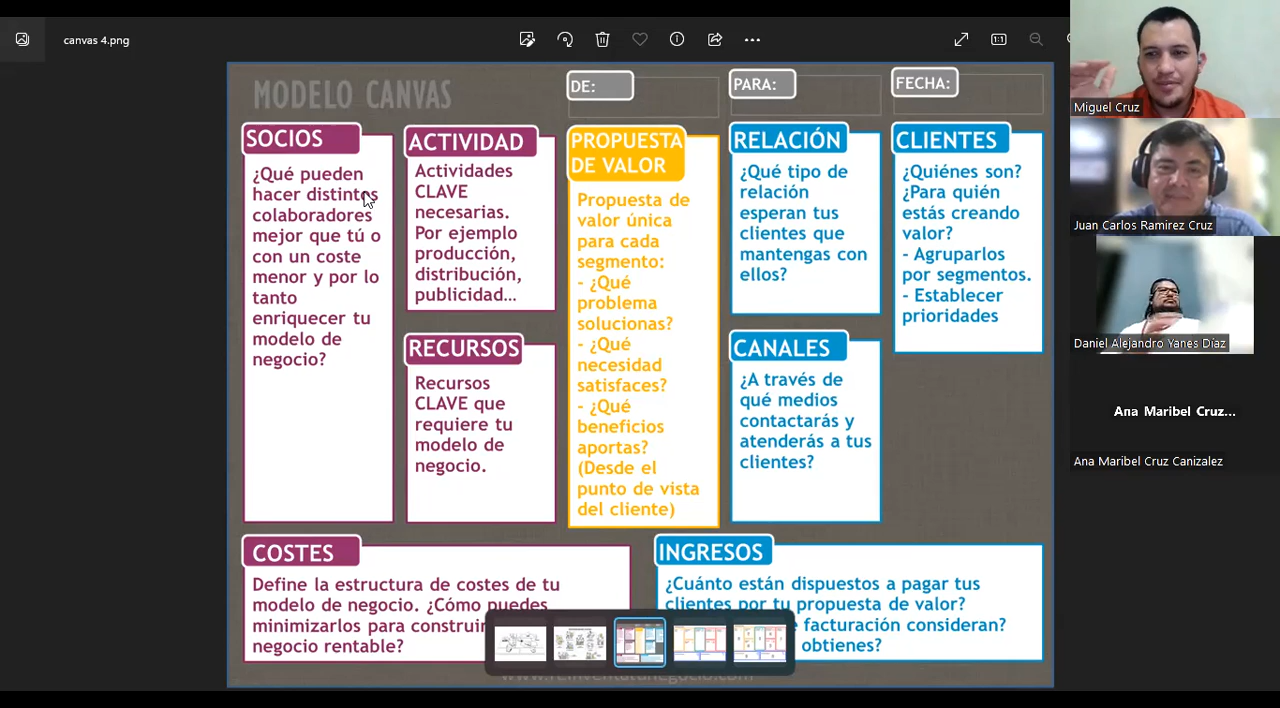 canvas 4.png
MODELO CANVAS
DE:
PARA:
FECHA:
SOCIOS
¿Qué pueden
hacer distintos
colaboradores
mejor que tú o
con un coste
menor y por lo
tanto
enriquecer tu
modelo de
negocio?
ACTIVIDAD
Actividades
CLAVE
necesarias.
Por ejemplo
producción,
distribución,
publicidad...
RECURSOS
Recursos
CLAVE que
requiere tu
modelo de
negocio.
PROPUESTA
DE VALOR
Propuesta de
valor única
para cada
segmento:
- ¿Qué
problema
solucionas?
- ¿Qué
necesidad
satisfaces?
- ¿Qué
beneficios
aportas?
(Desde el
punto de vista
del cliente)
RELACIÓN
¿Qué tipo de
relación
esperan tus
clientes que
mantengas con
ellos?
CANALES
¿A través de
qué medios
contactarás y
atenderás a tus
clientes?
CLIENTES
¿Quiénes son?
¿Para quién
estás creando
valor?
- Agruparlos
por segmentos.
- Establecer
prioridades
COSTES
Define la estructura de costes de tu
modelo de negocio. ¿Cómo puedes
minimizarlos para construir
negocio rentable?
INGRESOS
¿Cuánto están dispuestos a pagar tus
clientes por tu propuesta de valor?
facturación consideran?
obtienes?
www.reinventatunegocio.com
Miguel Cruz
Juan Carlos Ramirez Cruz
Daniel Alejandro Yanes Díaz
Ana Maribel Cruz...
Ana Maribel Cruz Canizalez
1:1